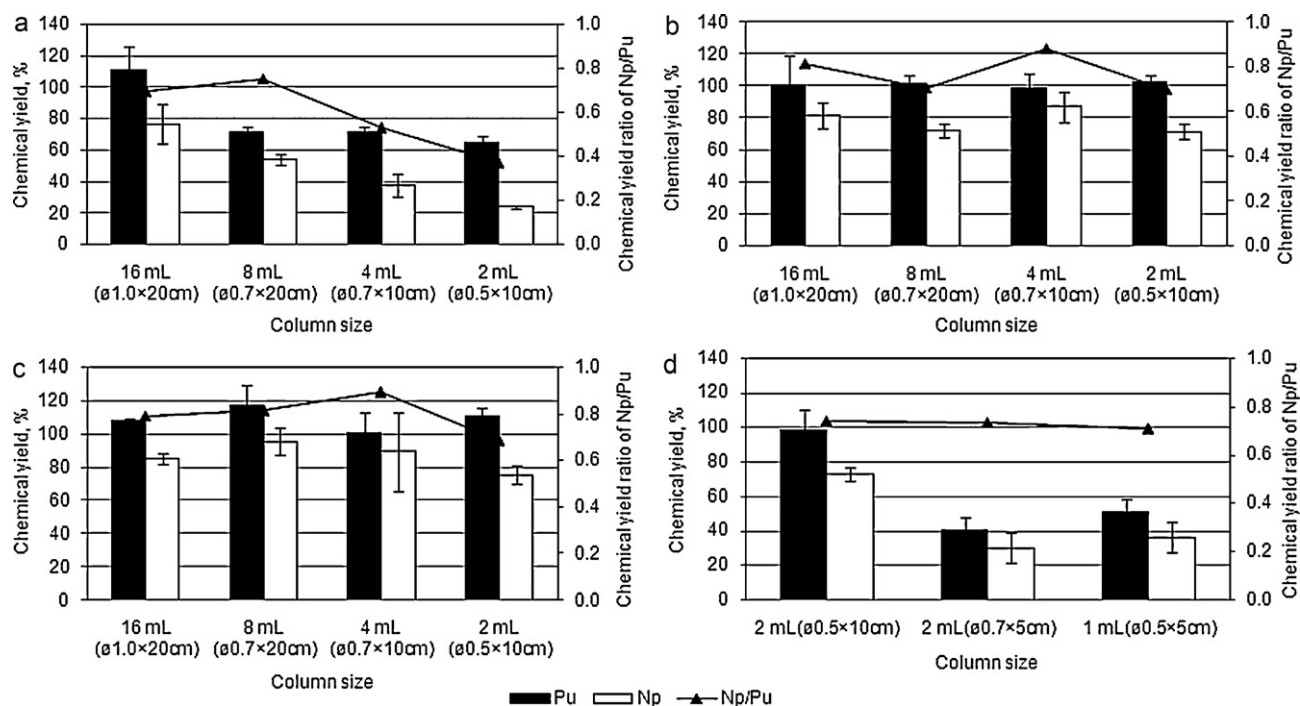 a
Chemical yield, %
140
120
100
80
60
40
20
0
1.0
0.8
0.6
0.4
0.2
0.0
Chemical yield ratio of Np/Pu
16 mL 8 mL 4 mL 2 mL
(ø1.0×20cm) (ø0.7×20cm) (ø0.7×10cm) (ø0.5×10cm)
Column size
b
Chemical yield, %
140
120
100
80
60
40
20
0
1.0
0.8
0.6
0.4
0.2
0.0
Chemical yield ratio of Np/Pu
16 mL 8 mL 4 mL 2 mL
(ø1.0×20cm) (ø0.7×20cm) (ø0.7×10cm) (ø0.5×10cm)
Column size
c
Chemical yield, %
140
120
100
80
60
40
20
0
1.0
0.8
0.6
0.4
0.2
0.0
Chemical yield ratio of Np/Pu
16 mL 8 mL 4 mL 2 mL
(ø1.0×20cm) (ø0.7×20cm) (ø0.7×10cm) (ø0.5×10cm)
Column size
d
Chemical yield, %
140
120
100
80
60
40
20
0
1.0
0.8
0.6
0.4
0.2
0.0
Chemical yield ratio of Np/Pu
2 mL(ø0.5×10cm) 2 mL(ø0.7×5cm) 1 mL(ø0.5×5cm)
Column size
Pu Np Np/Pu